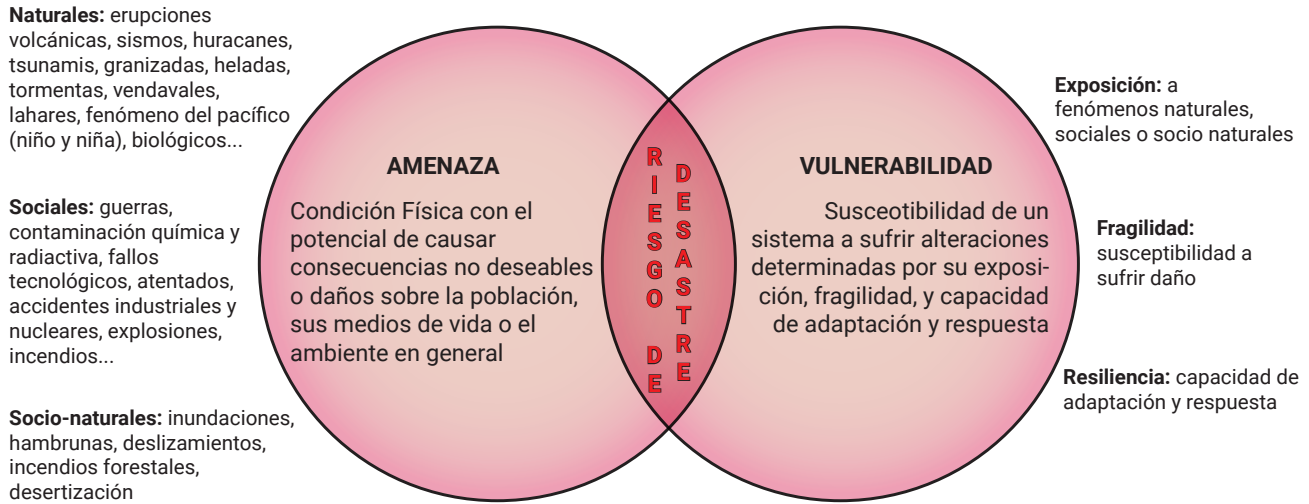 Naturales: erupciones
volcánicas, sismos, huracanes,
tsunamis, granizadas, heladas,
tormentas, vendavales,
lahares, fenómeno del pacífico
(niño y niña), biológicos...
Sociales: guerras,
contaminación química y
radiactiva, fallos
tecnológicos, atentados,
accidentes industriales y
nucleares, explosiones,
incendios...
Socio-naturales: inundaciones,
hambrunas, deslizamientos,
incendios forestales,
desertización
AMENAZA
Condición Física con el
potencial de causar
consecuencias no deseables
o daños sobre la población,
sus medios de vida o el
ambiente en general
RIESGO DE
DESASTRE
VULNERABILIDAD
Susceotibilidad de un
sistema a sufrir alteraciones
determinadas por su exposi-
ción, fragilidad, y capacidad
de adaptación y respuesta
Exposición: a
fenómenos naturales,
sociales o socio naturales
Fragilidad:
susceptibilidad a
sufrir daño
Resiliencia: capacidad de
adaptación y respuesta